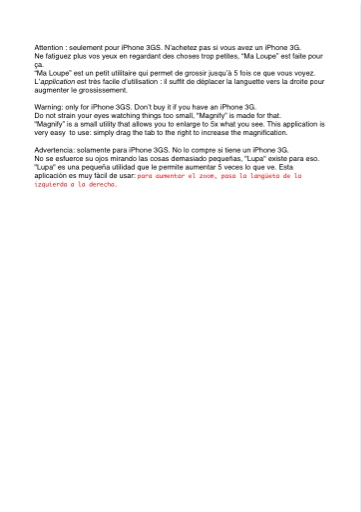 Attention : seulement pour iPhone 3GS. N'achetez pas si vous avez un iPhone 3G.
Ne fatiguez plus vos yeux en regardant des choses trop petites, "Ma Loupe" est faite pour
ça.
"Ma Loupe" est un petit utilitaire qui permet de grossir jusqu'à 5 fois ce que vous voyez.
L'application est très facile d'utilisation : il suffit de déplacer la languette vers la droite pour
augmenter le grossissement.
Warning: only for iPhone 3GS. Don't buy it if you have an iPhone 3G.
Do not strain your eyes watching things too small, "Magnify" is made for that.
"Magnify" is a small utility that allows you to enlarge to 5x what you see. This application is
very easy to use: simply drag the tab to the right to increase the magnification.
Advertencia: solamente para iPhone 3GS. No lo compre si tiene un iPhone 3G.
No se esfuerce su ojos mirando las cosas demasiado pequeñas, "Lupa" existe para eso.
"Lupa" es una pequeña utilidad que le permite aumentar 5 veces lo que ve. Esta
aplicación es muy fácil de usar: para aumentar el zoom, pasa la langüeta de la
izquierda a la derecha.